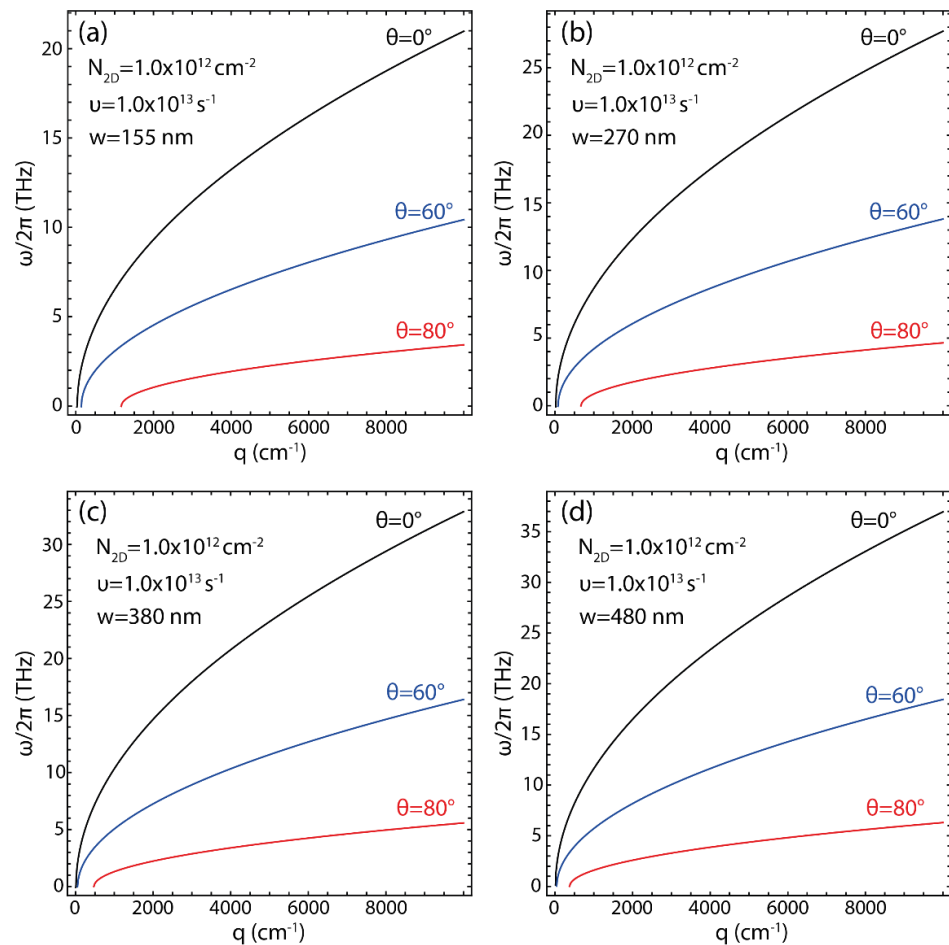 (a)
θ=0°
N2D=1.0x10¹² cm⁻²
υ=1.0x10¹³ s⁻¹
w=155 nm
θ=60°
θ=80°
ω/2π (THz)
20
15
10
5
0
0 2000 4000 6000 8000
q (cm⁻¹)
(b)
θ=0°
N2D=1.0x10¹² cm⁻²
υ=1.0x10¹³ s⁻¹
w=270 nm
θ=60°
θ=80°
ω/2π (THz)
25
20
15
10
5
0
0 2000 4000 6000 8000
q (cm⁻¹)
(c)
θ=0°
N2D=1.0x10¹² cm⁻²
υ=1.0x10¹³ s⁻¹
w=380 nm
θ=60°
θ=80°
ω/2π (THz)
30
25
20
15
10
5
0
0 2000 4000 6000 8000
q (cm⁻¹)
(d)
θ=0°
N2D=1.0x10¹² cm⁻²
υ=1.0x10¹³ s⁻¹
w=480 nm
θ=60°
θ=80°
ω/2π (THz)
35
30
25
20
15
10
5
0
0 2000 4000 6000 8000
q (cm⁻¹)